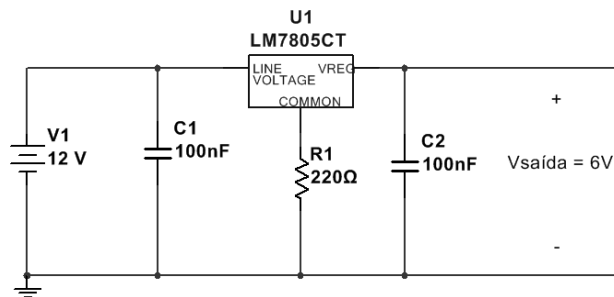 U1
LM7805CT
LINE VREG
VOLTAGE
COMMON
V1
12 V
C1
100nF
R1
220Ω
C2
100nF
+
Vsaída = 6V
-